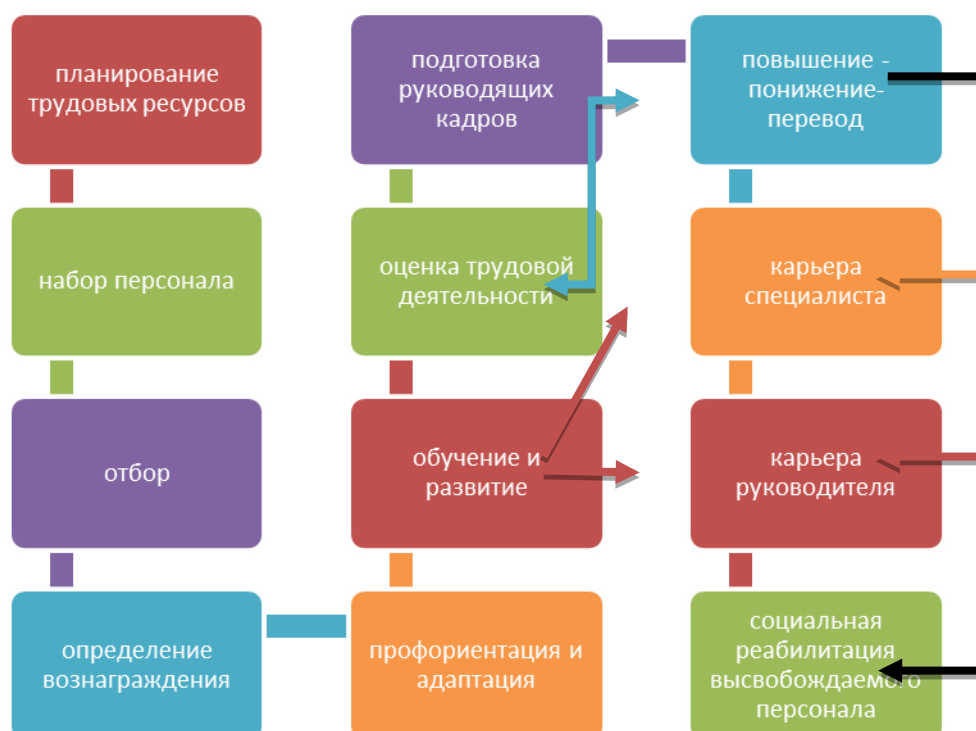 планирование
трудовых ресурсов
набор персонала
отбор
определение
вознаграждения
подготовка
руководящих
кадров
оценка трудовой
деятельности
обучение и
развитие
профориентация и
адаптация
повышение -
понижение-
перевод
карьера
специалиста
карьера
руководителя
социальная
реабилитация
высвобождаемого
персонала